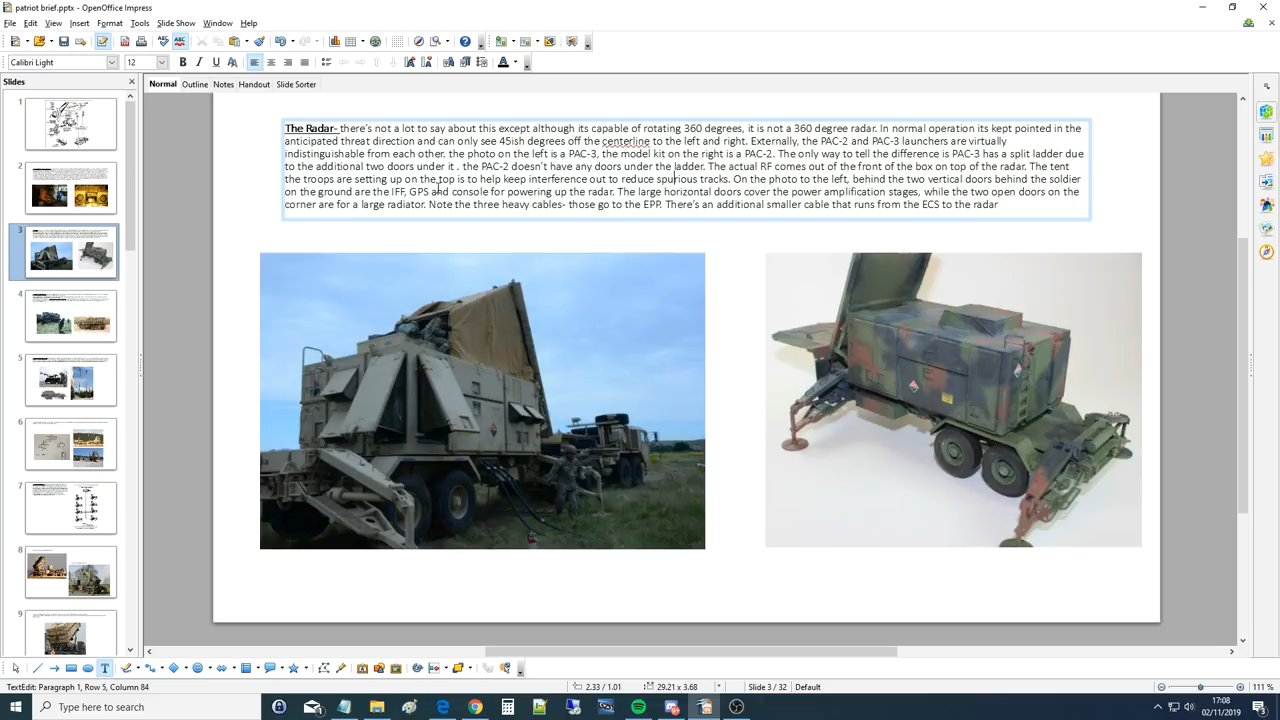 patriot brief.pptx - OpenOffice Impress
File Edit View Insert Format Tools Slide Show Window Help
Calibri Light 12
Slides
Normal Outline Notes Handout Slide Sorter
1
2
3
4
5
6
7
8
9
The Radar- there's not a lot to say about this except although its capable of rotating 360 degrees, it is not a 360 degree radar. In normal operation its kept pointed in the
anticipated threat direction and can only see 45ish degrees off the centerline to the left and right. Externally, the PAC-2 and PAC-3 launchers are virtually
indistinguishable from each other. the photo on the left is a PAC-3, the model kit on the right is a PAC-2. The only way to tell the difference is PAC-3 has a split ladder due
to the additional two doors under it . the PAC-2 doesn't have any doors under the ladder. The actual RF comes out of the front of the box on top of the radar. The tent
the troops are setting up on the top is to help keep interference out to reduce spurious tracks. On the photo to the left, behind the two vertical doors behind the soldier
on the ground are the IFF, GPS and console for powering up the radar. The large horizontal doors cover the power amplification stages, while the two open doors on the
corner are for a large radiator. Note the three heavy cables- those go to the EPP. There's an additional smaller cable that runs from the ECS to the radar
TextEdit: Paragraph 1, Row 5, Column 84
2.33 / 1.01
29.21 x 3.68
*
Slide 3 / 32
Default
111 %
Type here to search
17:08
02/11/2019